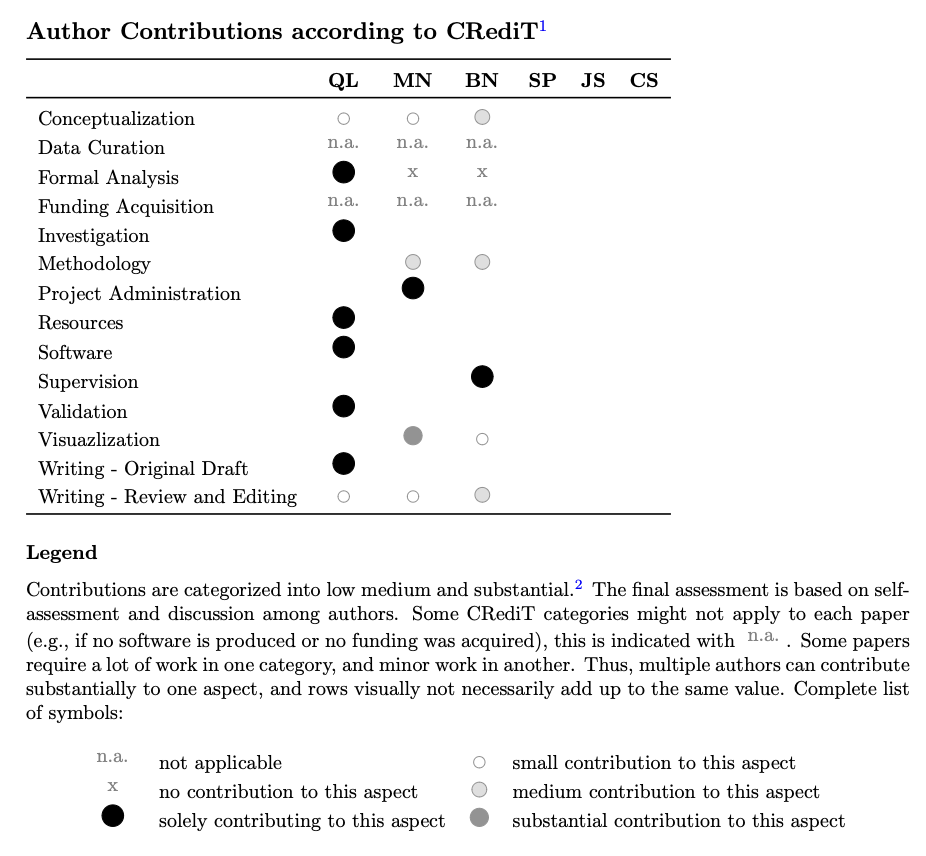 Author Contributions according to CRediT1
QL MN BN SP JS CS
Conceptualization
Data Curation n.a. n.a. n.a.
Formal Analysis x x
Funding Acquisition n.a. n.a. n.a.
Investigation
Methodology
Project Administration
Resources
Software
Supervision
Validation
Visuazlization
Writing - Original Draft
Writing - Review and Editing
Legend
Contributions are categorized into low medium and substantial.2 The final assessment is based on self-
assessment and discussion among authors. Some CRediT categories might not apply to each paper
(e.g., if no software is produced or no funding was acquired), this is indicated with n.a. . Some papers
require a lot of work in one category, and minor work in another. Thus, multiple authors can contribute
substantially to one aspect, and rows visually not necessarily add up to the same value. Complete list
of symbols:
n.a. not applicable small contribution to this aspect
x no contribution to this aspect medium contribution to this aspect
solely contributing to this aspect substantial contribution to this aspect